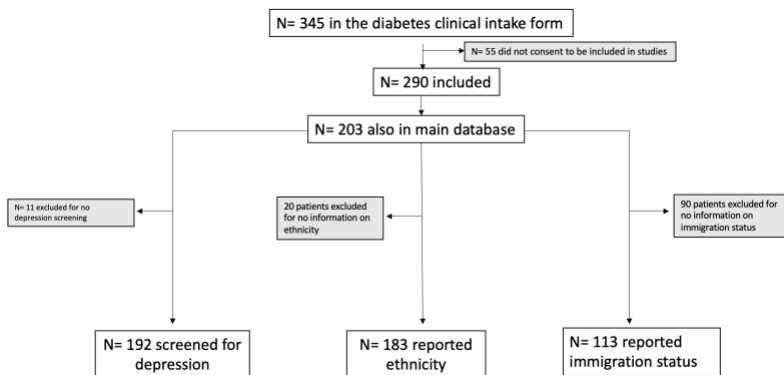 N= 345 in the diabetes clinical intake form
N= 55 did not consent to be included in studies
N= 290 included
N= 203 also in main database
N= 11 excluded for no
depression screening
20 patients excluded
for no information on
ethnicity
90 patients excluded for
no information on
immigration status
N= 192 screened for
depression
N= 183 reported
ethnicity
N= 113 reported
immigration status